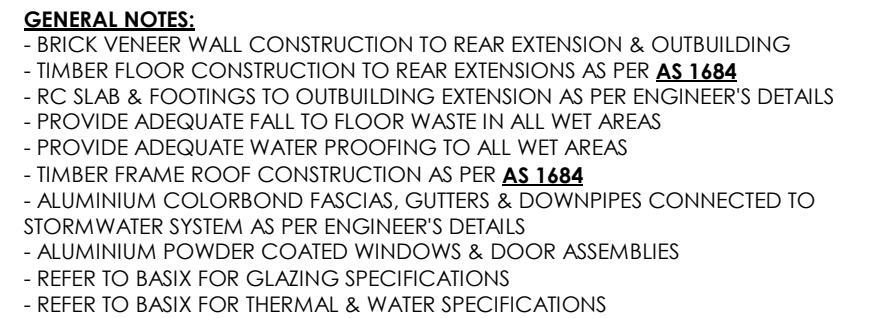 GENERAL NOTES:
- BRICK VENEER WALL CONSTRUCTION TO REAR EXTENSION & OUTBUILDING
- TIMBER FLOOR CONSTRUCTION TO REAR EXTENSIONS AS PER AS 1684
- RC SLAB & FOOTINGS TO OUTBUILDING EXTENSION AS PER ENGINEER'S DETAILS
- PROVIDE ADEQUATE FALL TO FLOOR WASTE IN ALL WET AREAS
- PROVIDE ADEQUATE WATER PROOFING TO ALL WET AREAS
- TIMBER FRAME ROOF CONSTRUCTION AS PER AS 1684
- ALUMINIUM COLORBOND FASCIAS, GUTTERS & DOWNPIPES CONNECTED TO
STORMWATER SYSTEM AS PER ENGINEER'S DETAILS
- ALUMINIUM POWDER COATED WINDOWS & DOOR ASSEMBLIES
- REFER TO BASIX FOR GLAZING SPECIFICATIONS
- REFER TO BASIX FOR THERMAL & WATER SPECIFICATIONS